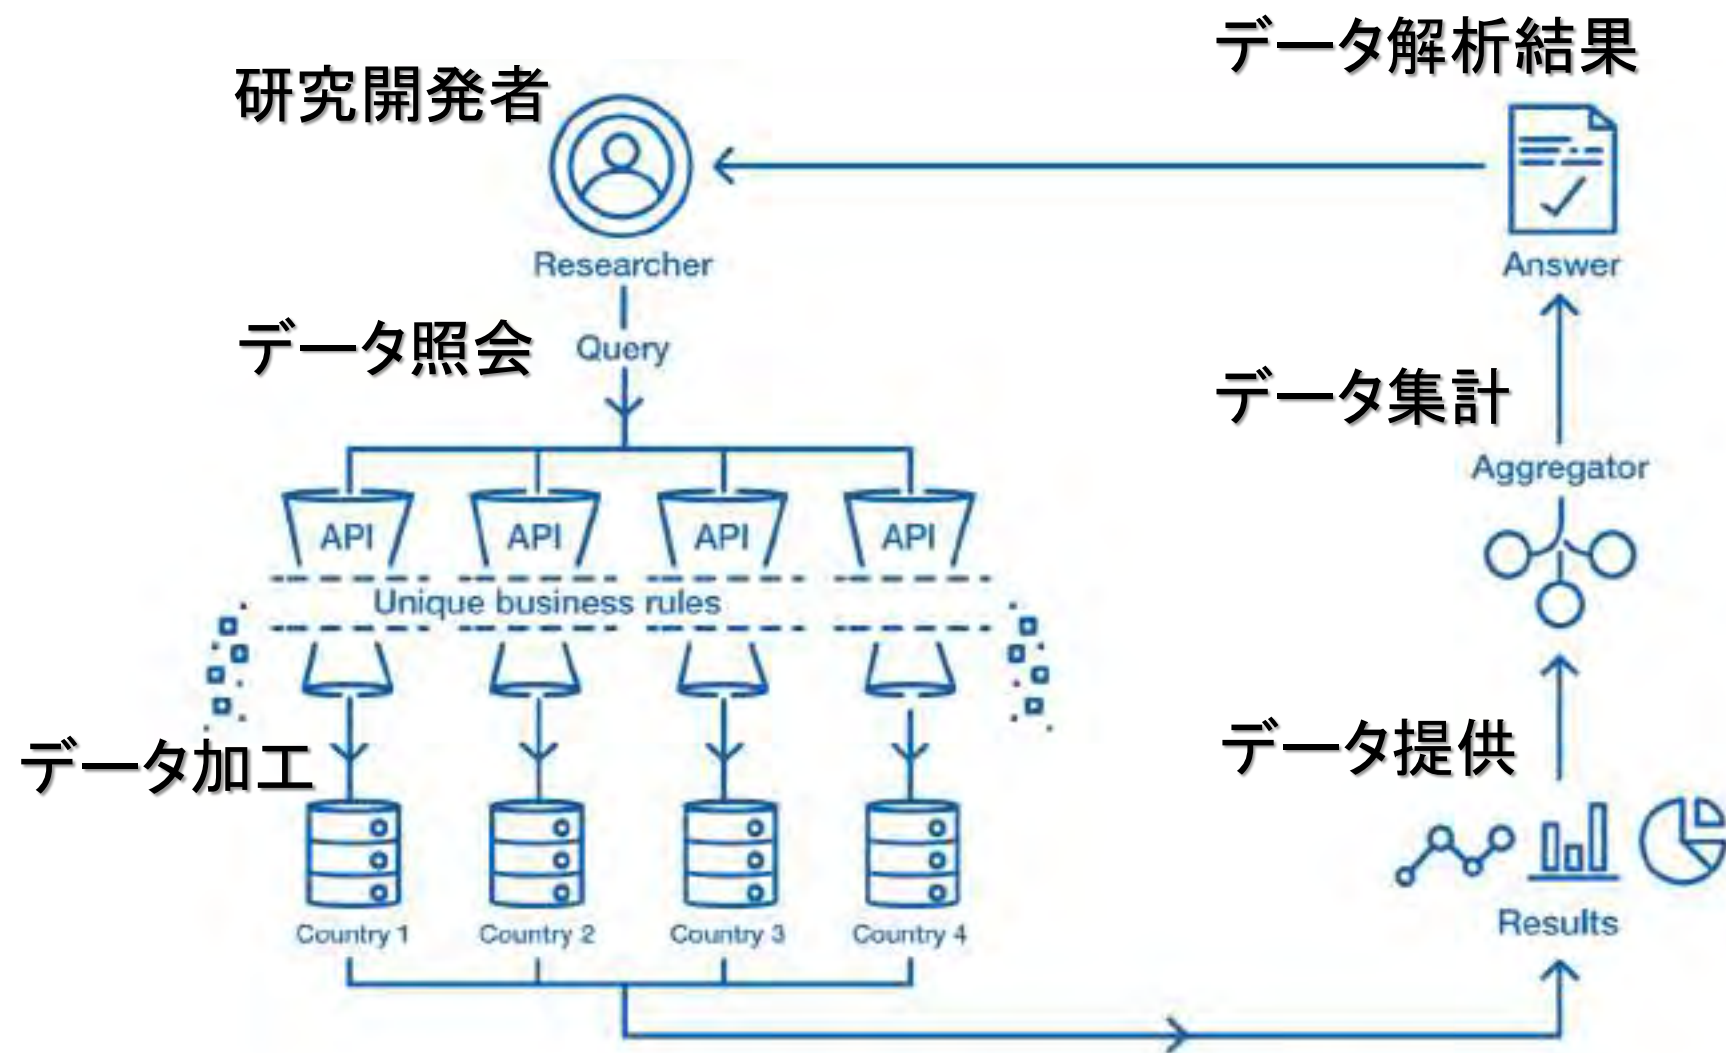 データ解析結果
研究開発者
Researcher
Answer
データ照会
Query
データ集計
Aggregator
API API API API
Unique business rules
データ加工
データ提供
Country 1 Country 2 Country 3 Country 4
Results